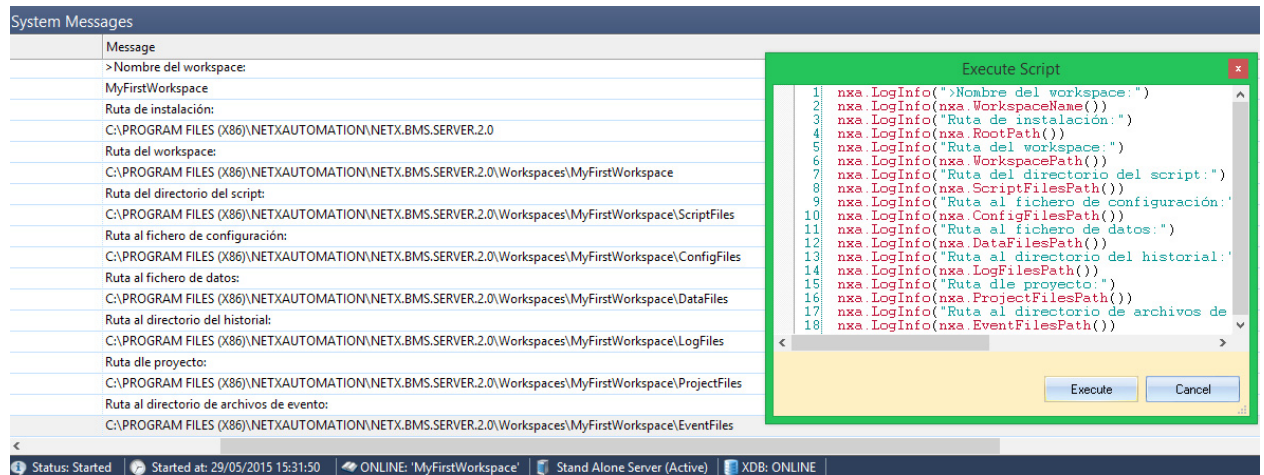 System Messages
Message
>Nombre del workspace:
MyFirstWorkspace
Ruta de instalación:
C:\PROGRAM FILES (X86)\NETXAUTOMATION\NETX.BMS.SERVER.2.0
Ruta del workspace:
C:\PROGRAM FILES (X86)\NETXAUTOMATION\NETX.BMS.SERVER.2.0\Workspaces\MyFirstWorkspace
Ruta del directorio del script:
C:\PROGRAM FILES (X86)\NETXAUTOMATION\NETX.BMS.SERVER.2.0\Workspaces\MyFirstWorkspace\ScriptFiles
Ruta al fichero de configuración:
C:\PROGRAM FILES (X86)\NETXAUTOMATION\NETX.BMS.SERVER.2.0\Workspaces\MyFirstWorkspace\ConfigFiles
Ruta al fichero de datos:
C:\PROGRAM FILES (X86)\NETXAUTOMATION\NETX.BMS.SERVER.2.0\Workspaces\MyFirstWorkspace\DataFiles
Ruta al directorio del historial:
C:\PROGRAM FILES (X86)\NETXAUTOMATION\NETX.BMS.SERVER.2.0\Workspaces\MyFirstWorkspace\LogFiles
Ruta dle proyecto:
C:\PROGRAM FILES (X86)\NETXAUTOMATION\NETX.BMS.SERVER.2.0\Workspaces\MyFirstWorkspace\ProjectFiles
Ruta al directorio de archivos de evento:
C:\PROGRAM FILES (X86)\NETXAUTOMATION\NETX.BMS.SERVER.2.0\Workspaces\MyFirstWorkspace\EventFiles
Execute Script
1 nxa.LogInfo(">Nombre del workspace:")
2 nxa.LogInfo(nxa.WorkspaceName())
3 nxa.LogInfo("Ruta de instalación:")
4 nxa.LogInfo(nxa.RootPath())
5 nxa.LogInfo("Ruta del workspace:")
6 nxa.LogInfo(nxa.WorkspacePath())
7 nxa.LogInfo("Ruta del directorio del script:")
8 nxa.LogInfo(nxa.ScriptFilesPath())
9 nxa.LogInfo("Ruta al fichero de configuración:"
10 nxa.LogInfo(nxa.ConfigFilesPath())
11 nxa.LogInfo("Ruta al fichero de datos:")
12 nxa.LogInfo(nxa.DataFilesPath())
13 nxa.LogInfo("Ruta al directorio del historial:"
14 nxa.LogInfo(nxa.LogFilesPath())
15 nxa.LogInfo("Ruta dle proyecto:")
16 nxa.LogInfo(nxa.ProjectFilesPath())
17 nxa.LogInfo("Ruta al directorio de archivos de
18 nxa.LogInfo(nxa.EventFilesPath())
Execute Cancel
Status: Started Started at: 29/05/2015 15:31:50 ONLINE: 'MyFirstWorkspace' Stand Alone Server (Active) XDB: ONLINE